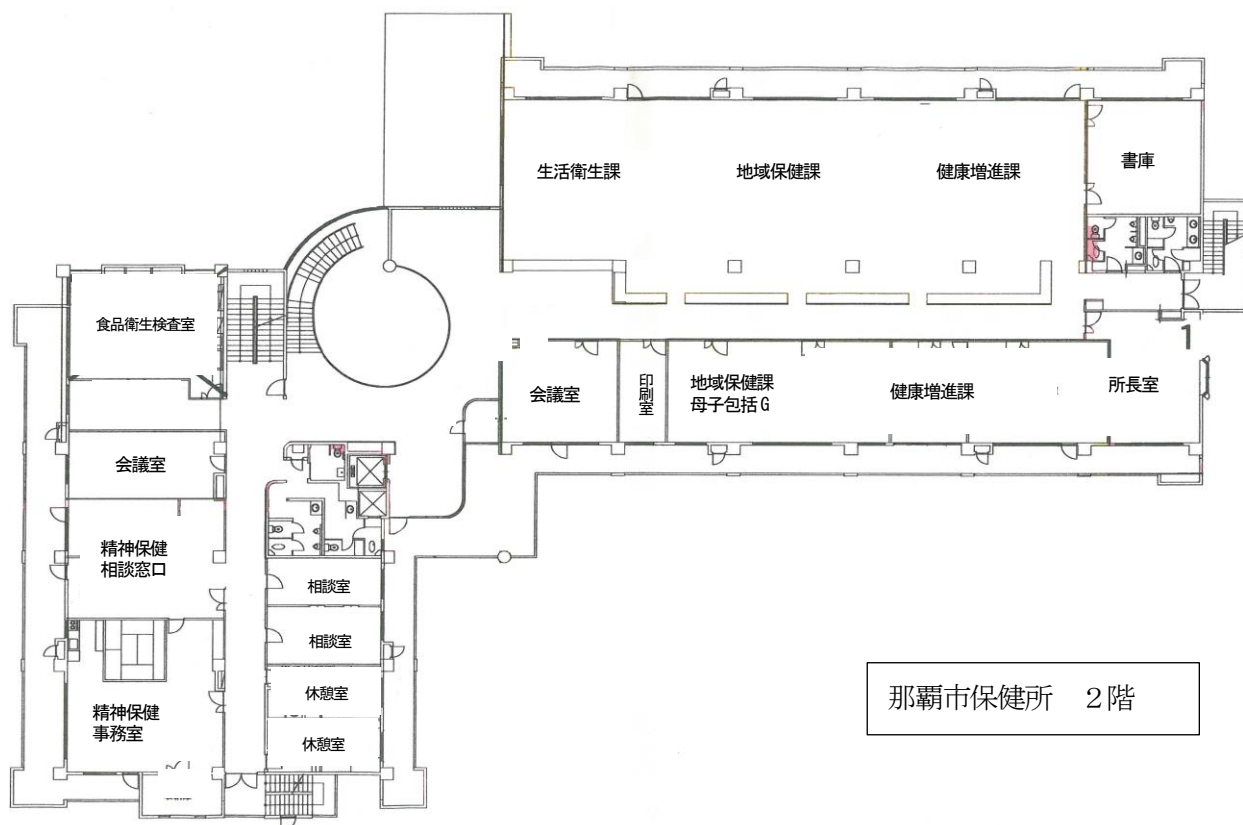 生活衛生課
地域保健課
健康増進課
書庫
食品衛生検査室
会議室
印刷室
地域保健課
母子包括G
健康増進課
所長室
会議室
精神保健
相談窓口
相談室
相談室
休憩室
休憩室
精神保健
事務室
那覇市保健所 2階